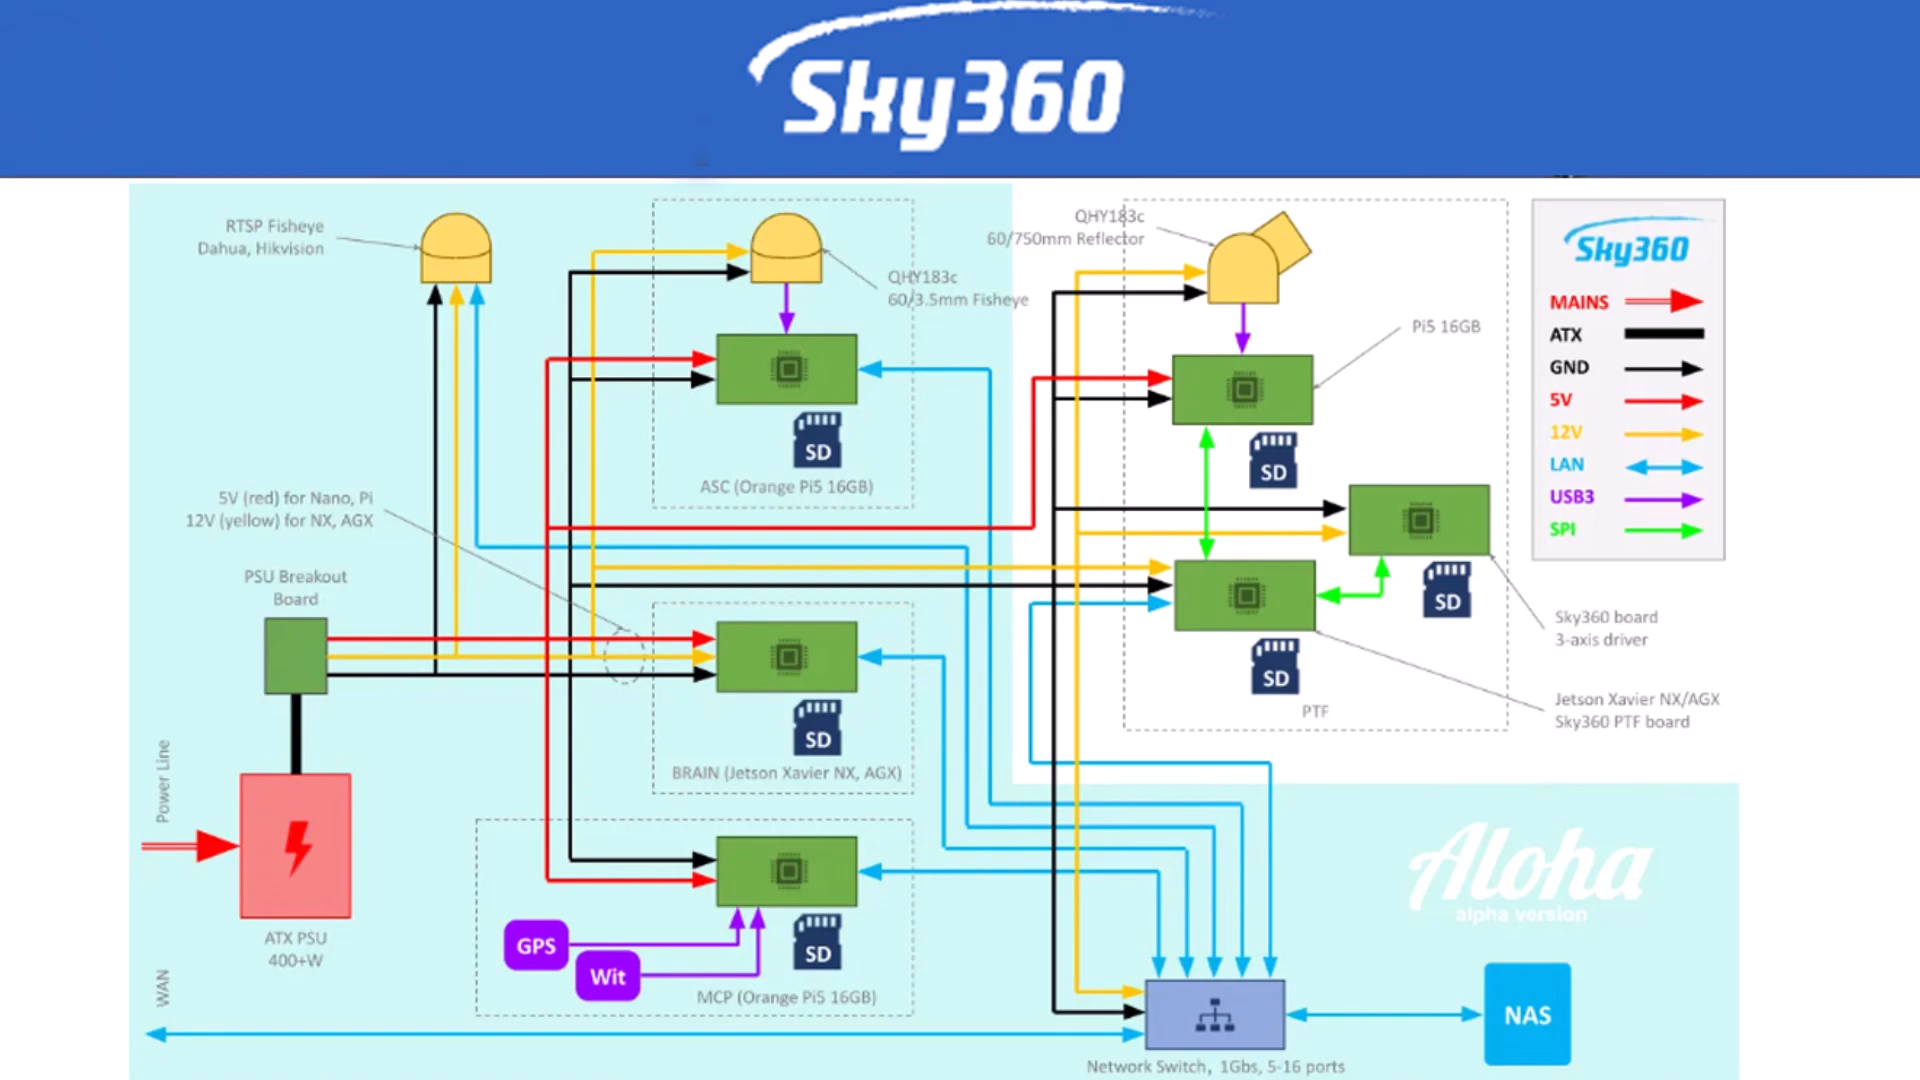 Sky360
RTSP Fisheye
Dahua, Hikvision
QHY183c
60/3.5mm Fisheye
SD
ASC (Orange Pi5 16GB)
5V (red) for Nano, Pi
12V (yellow) for NX, AGX
PSU Breakout
Board
SD
BRAIN (Jetson Xavier NX, AGX)
Power Line
ATX PSU
400+W
WAN
GPS
Wit
SD
MCP (Orange Pi5 16GB)
QHY183c
60/750mm Reflector
Pi5 16GB
SD
SD
SD
PTF
Sky360 board
3-axis driver
Jetson Xavier NX/AGX
Sky360 PTF board
Sky360
MAINS
ATX
GND
5V
12V
LAN
USB3
SPI
Aloha
alpha version
NAS
Network Switch, 1Gbs, 5-16 ports